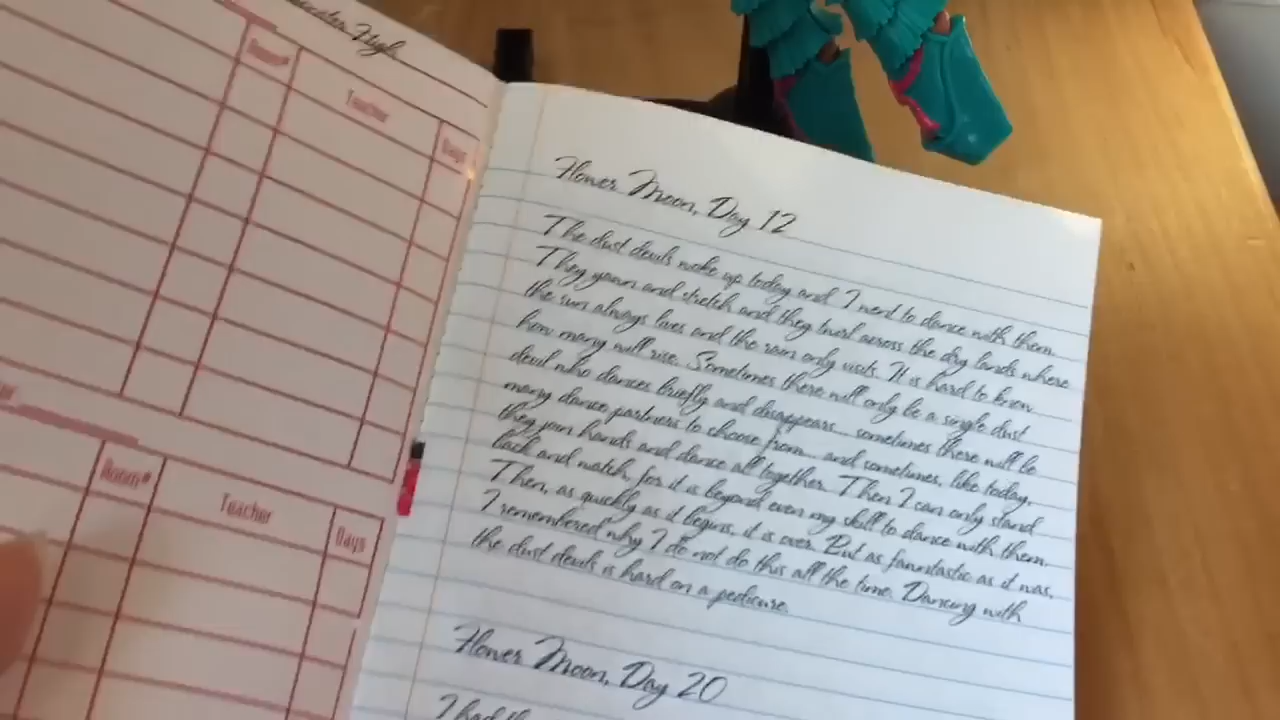 High
Room#
Teacher
Days
Room#
Teacher
Days
Flower Moon, Day 12
The dust devils woke up today and I went to dance with them.
They yawn and stretch and they twirl across the dry lands where
the sun always lives and the rain only visits. It is hard to know
how many will rise. Sometimes there will only be a single dust
devil who dances briefly and disappears... sometimes there will be
many dance partners to choose from... and sometimes, like today,
they join hands and dance all together. Then I can only stand
back and watch, for it is beyond even my skill to dance with them.
Then, as quickly as it begins, it is over. But as fanntastic as it was,
I remembered why I do not do this all the time. Dancing with
the dust devils is hard on a pedicure.
Flower Moon, Day 20
I had th